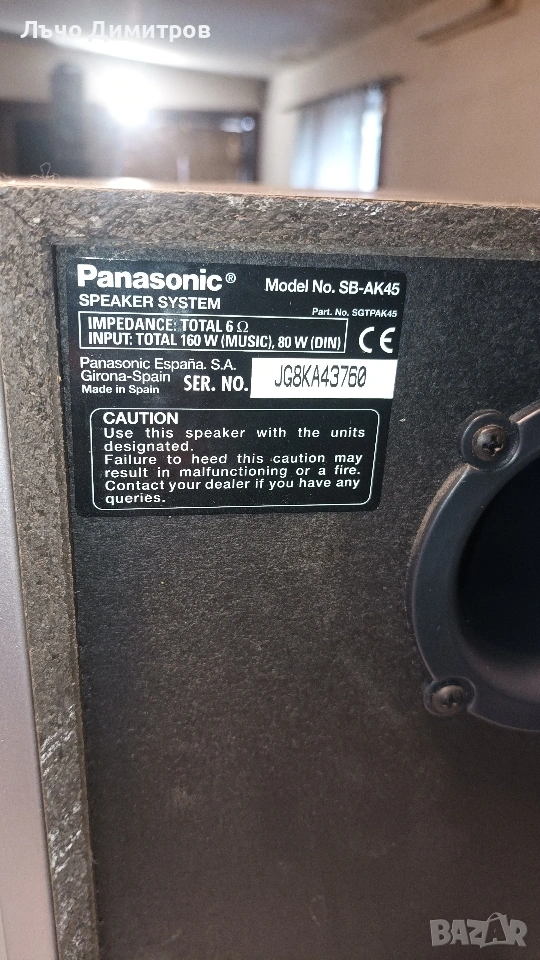 Лъчо Димитров
Panasonic® Model No. SB-AK45
SPEAKER SYSTEM Part. No. SGTPAK45
IMPEDANCE: TOTAL 6 Ω
INPUT: TOTAL 160 W (MUSIC), 80 W (DIN)
CE
Panasonic España. S.A.
Girona-Spain
Made in Spain
SER. NO. JG8KA43760
CAUTION
Use this speaker with the units
designated.
Failure to heed this caution may
result in malfunctioning or a fire.
Contact your dealer if you have any
queries.
BAZAR